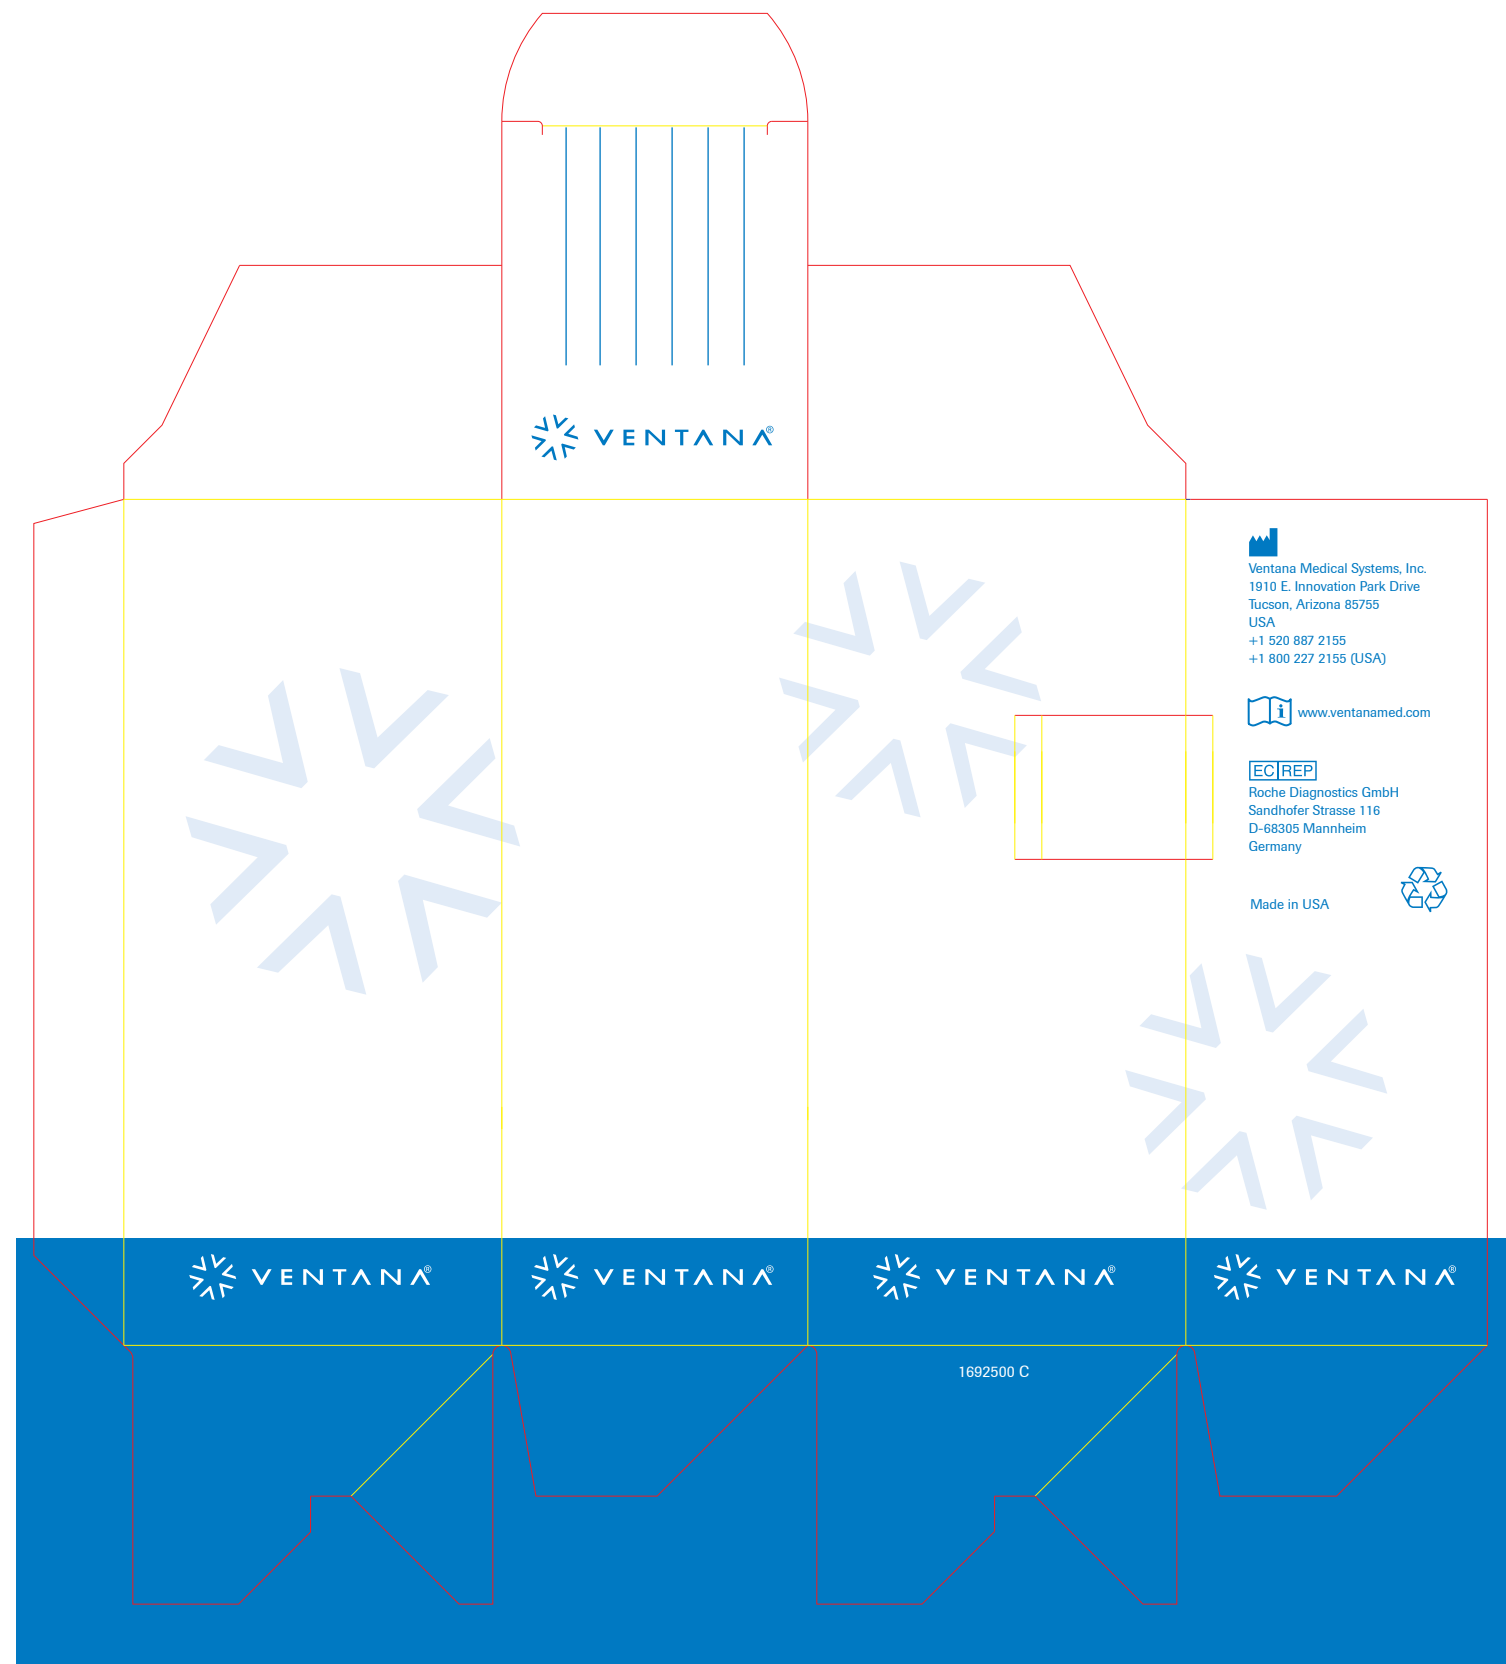 VENTANA®
Ventana Medical Systems, Inc.
1910 E. Innovation Park Drive
Tucson, Arizona 85755
USA
+1 520 887 2155
+1 800 227 2155 (USA)
i www.ventanamed.com
EC REP
Roche Diagnostics GmbH
Sandhofer Strasse 116
D-68305 Mannheim
Germany
Made in USA
VENTANA®
VENTANA®
VENTANA®
VENTANA®
1692500 C